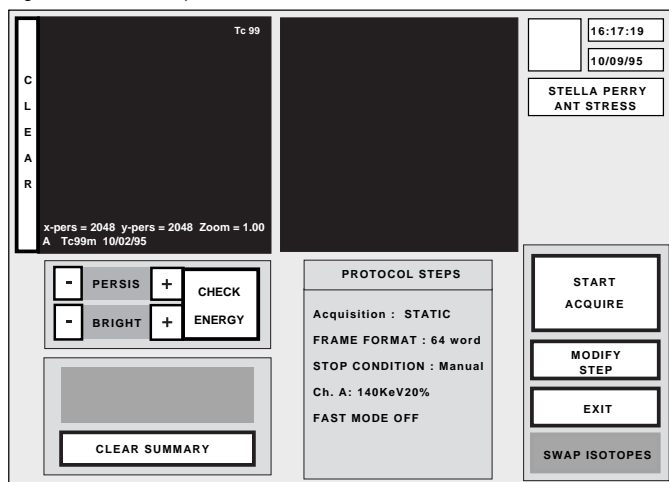 Tc 99
16:17:19
10/09/95
C
L
E
A
R
STELLA PERRY
ANT STRESS
x-pers = 2048 y-pers = 2048 Zoom = 1.00
A Tc99m 10/02/95
- PERSIS +
- BRIGHT +
CHECK
ENERGY
PROTOCOL STEPS
Acquisition : STATIC
FRAME FORMAT : 64 word
STOP CONDITION : Manual
Ch. A: 140KeV20%
FAST MODE OFF
START
ACQUIRE
MODIFY
STEP
EXIT
SWAP ISOTOPES
CLEAR SUMMARY